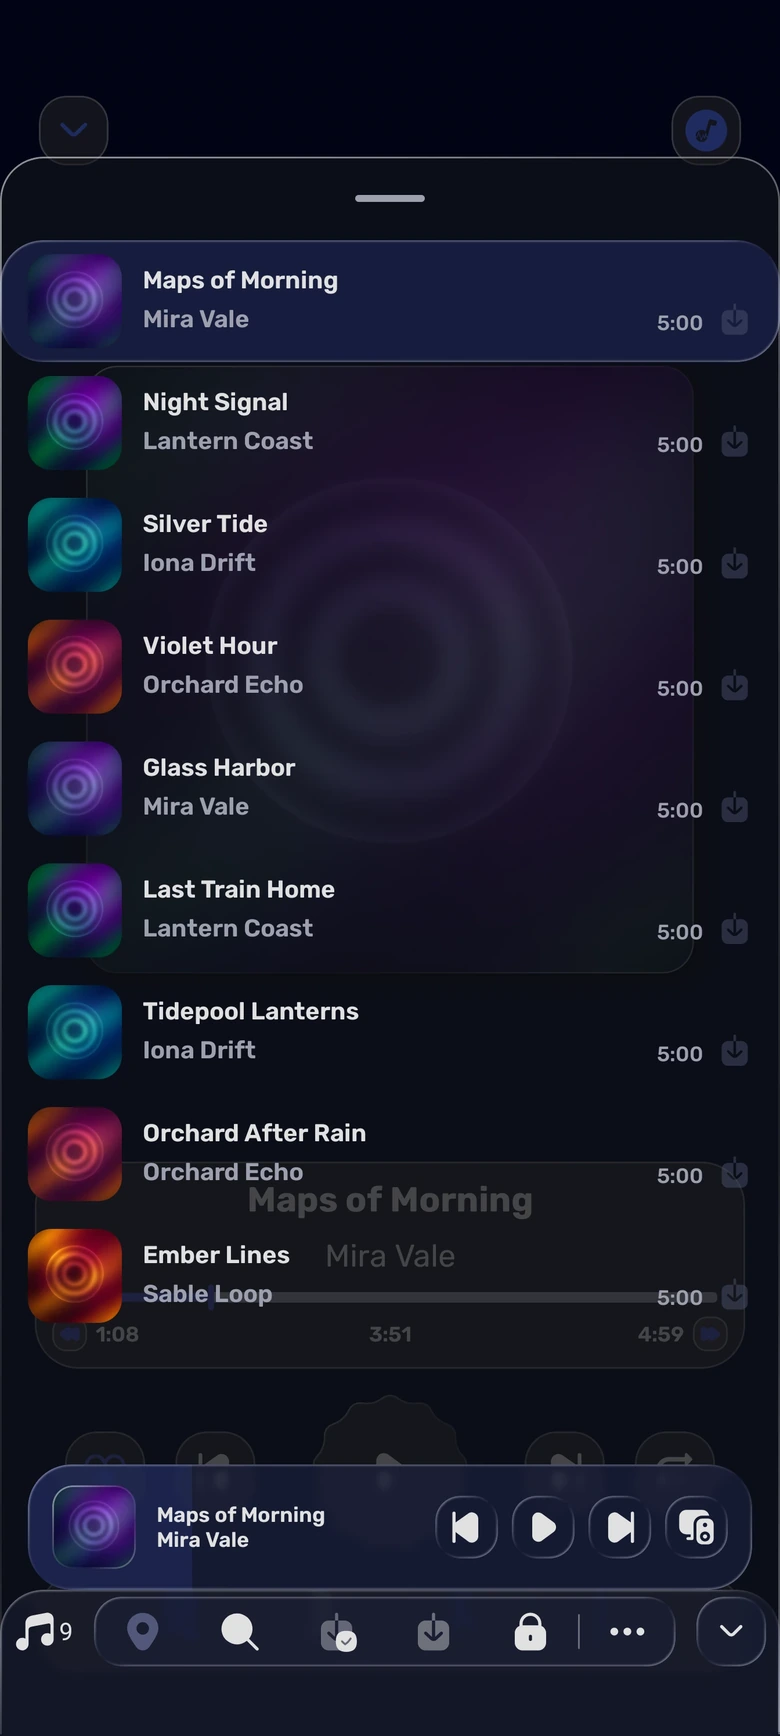 Maps of Morning
Mira Vale
5:00
Night Signal
Lantern Coast
5:00
Silver Tide
Iona Drift
5:00
Violet Hour
Orchard Echo
5:00
Glass Harbor
Mira Vale
5:00
Last Train Home
Lantern Coast
5:00
Tidepool Lanterns
Iona Drift
5:00
Orchard After Rain
Orchard Echo
5:00
Maps of Morning
Ember Lines
Mira Vale
Sable Loop
5:00
1:08 3:51 4:59
Maps of Morning
Mira Vale
9